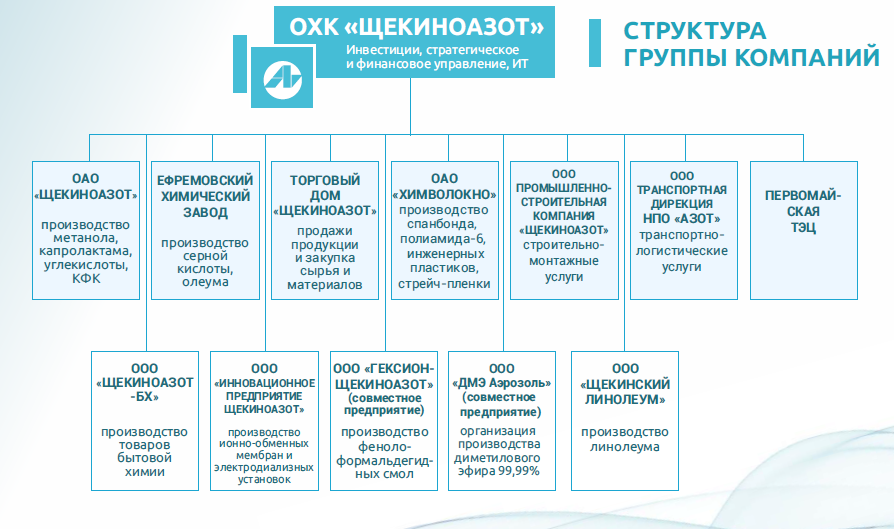 ОХК «ЩЕКИНОАЗОТ»
Инвестиции, стратегическое
и финансовое управление, ИТ
СТРУКТУРА
ГРУППЫ КОМПАНИЙ
ОАО
«ЩЕКИНОАЗОТ»
производство
метанола,
капролактама,
углекислоты,
КФК
ЕФРЕМОВСКИЙ
ХИМИЧЕСКИЙ
ЗАВОД
производство
серной
кислоты,
олеума
ТОРГОВЫЙ
ДОМ
«ЩЕКИНОАЗОТ»
продажи
продукции
и закупка
сырья и
материалов
ОАО
«ХИМВОЛОКНО»
производство
спанбонда,
полиамида-6,
инженерных
пластиков,
стрейч-пленки
ООО
ПРОМЫШЛЕННО-
СТРОИТЕЛЬНАЯ
КОМПАНИЯ
«ЩЕКИНОАЗОТ»
строительно-
монтажные
услуги
ООО
ТРАНСПОРТНАЯ
ДИРЕКЦИЯ
НПО «АЗОТ»
транспортно-
логистические
услуги
ПЕРВОМАЙ-
СКАЯ
ТЭЦ
ООО
«ЩЕКИНОАЗОТ
-БХ»
производство
товаров
бытовой
химии
ООО
«ИННОВАЦИОННОЕ
ПРЕДПРИЯТИЕ
ЩЕКИНОАЗОТ»
производство
ионно-обменных
мембран и
электродиализных
установок
ООО «ГЕКСИОН-
ЩЕКИНОАЗОТ»
(совместное
предприятие)
производство
феноло-
формальдегид-
ных смол
ООО
«ДМЭ Аэрозоль»
(совместное
предприятие)
организация
производства
диметилового
эфира 99,99%
ООО
«ЩЕКИНСКИЙ
ЛИНОЛЕУМ»
производство
линолеума